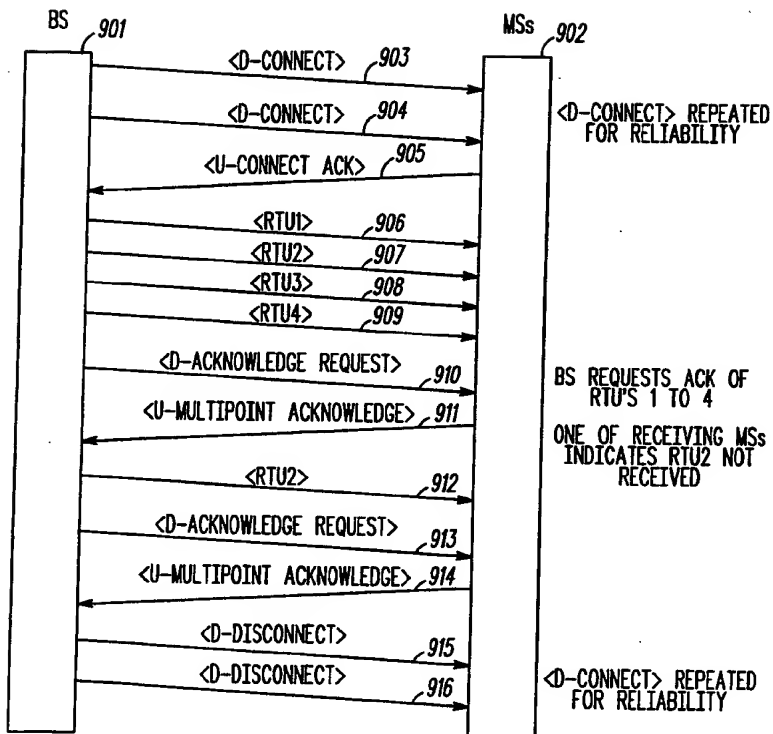 BS
901
MSs
902
<D-CONNECT>
903
<D-CONNECT>
904
<D-CONNECT> REPEATED
FOR RELIABILITY
<U-CONNECT ACK>
905
<RTU1>
906
<RTU2>
907
<RTU3>
908
<RTU4>
909
<D-ACKNOWLEDGE REQUEST>
910
BS REQUESTS ACK OF
RTU'S 1 TO 4
<U-MULTIPOINT ACKNOWLEDGE>
911
ONE OF RECEIVING MSs
INDICATES RTU2 NOT
RECEIVED
<RTU2>
912
<D-ACKNOWLEDGE REQUEST>
913
<U-MULTIPOINT ACKNOWLEDGE>
914
<D-DISCONNECT>
915
<D-DISCONNECT>
916
<D-CONNECT> REPEATED
FOR RELIABILITY